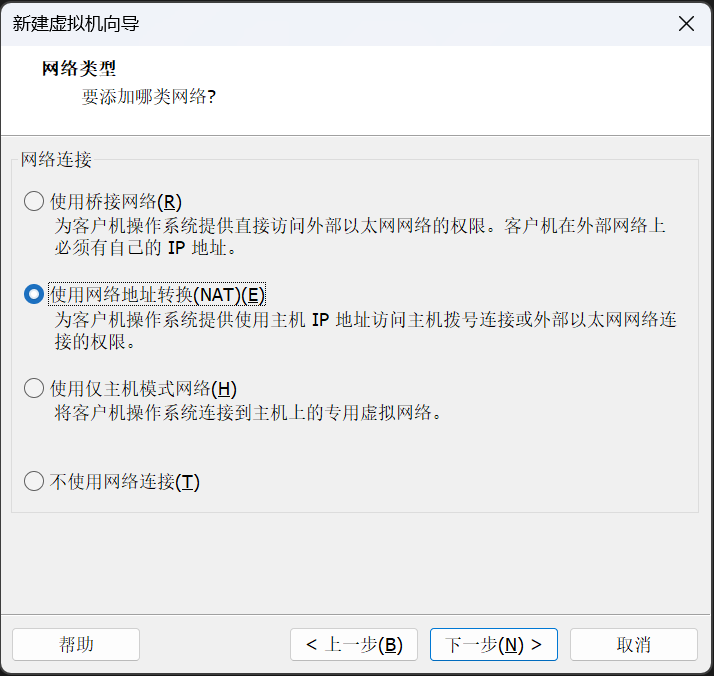 新建虚拟机向导
网络类型
要添加哪类网络?
网络连接
使用桥接网络(R)
为客户机操作系统提供直接访问外部以太网网络的权限。客户机在外部网络上
必须有自己的 IP 地址。
使用网络地址转换(NAT)(E)
为客户机操作系统提供使用主机 IP 地址访问主机拨号连接或外部以太网网络连
接的权限。
使用仅主机模式网络(H)
将客户机操作系统连接到主机上的专用虚拟网络。
不使用网络连接(T)
帮助
< 上一步(B)
下一步(N) >
取消